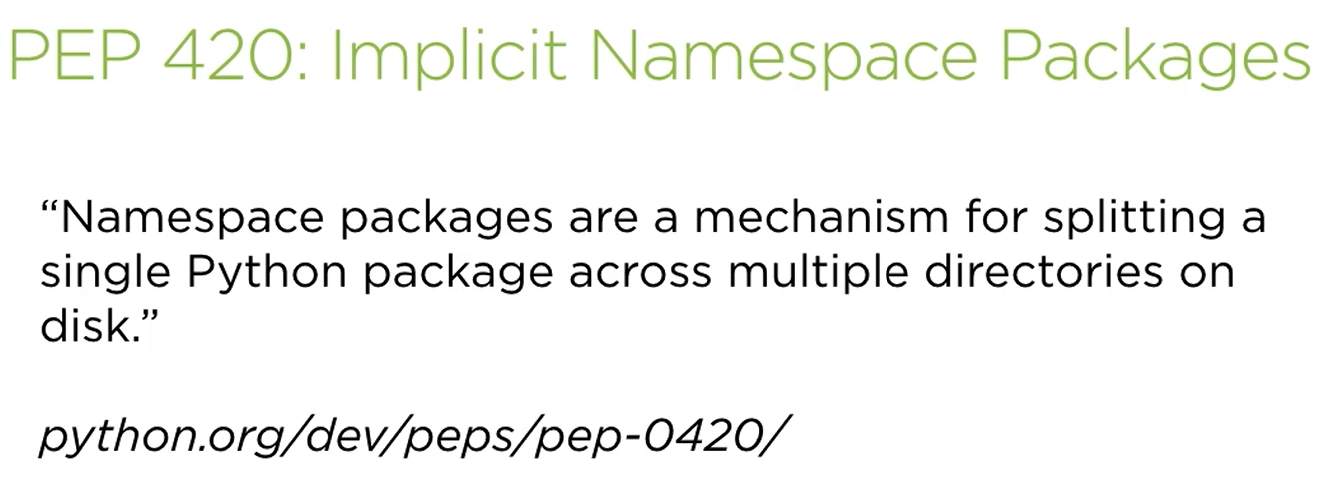 PEP 420: Implicit Namespace Packages
“Namespace packages are a mechanism for splitting a
single Python package across multiple directories on
disk.”
python.org/dev/peps/pep-0420/